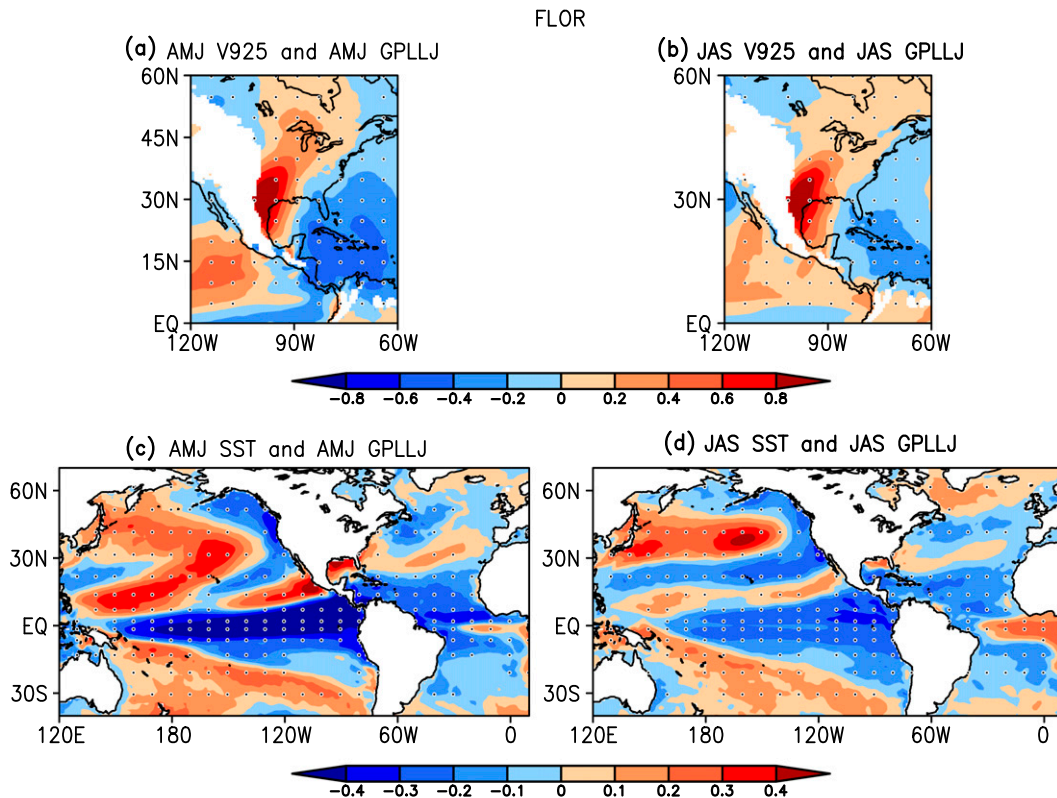 FLOR
(a) AMJ V925 and AMJ GPLLJ
(b) JAS V925 and JAS GPLLJ
60N
45N
30N
15N
EQ
120W
90W
60W
60N
30N
EQ
120W
90W
60W
-0.8 -0.6 -0.4 -0.2 0 0.2 0.4 0.6 0.8
(c) AMJ SST and AMJ GPLLJ
(d) JAS SST and JAS GPLLJ
60N
30N
EQ
30S
120E 180 120W 60W 0
60N
30N
EQ
30S
120E 180 120W 60W 0
-0.4 -0.3 -0.2 -0.1 0 0.1 0.2 0.3 0.4